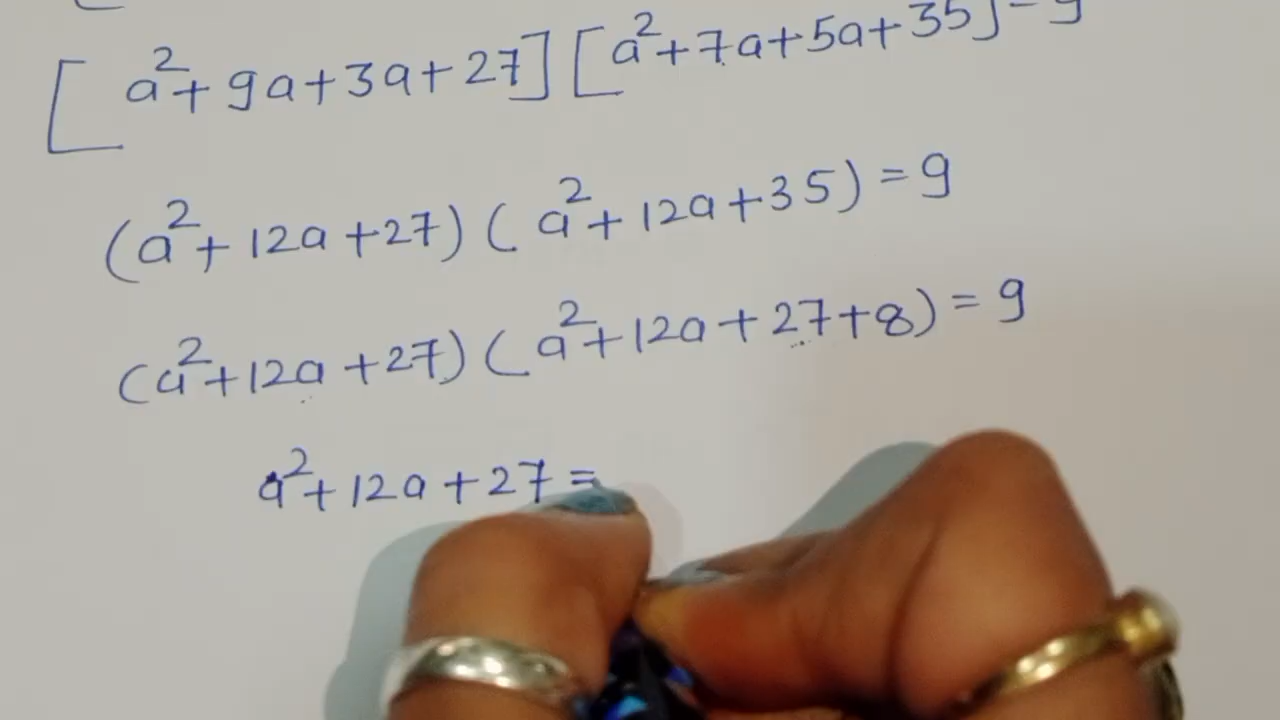 [a²+9a+3a+27][a²+7a+5a+35]=9
(a²+12a+27)(a²+12a+35)=9
(a²+12a+27)(a²+12a+27+8)=9
a²+12a+27=